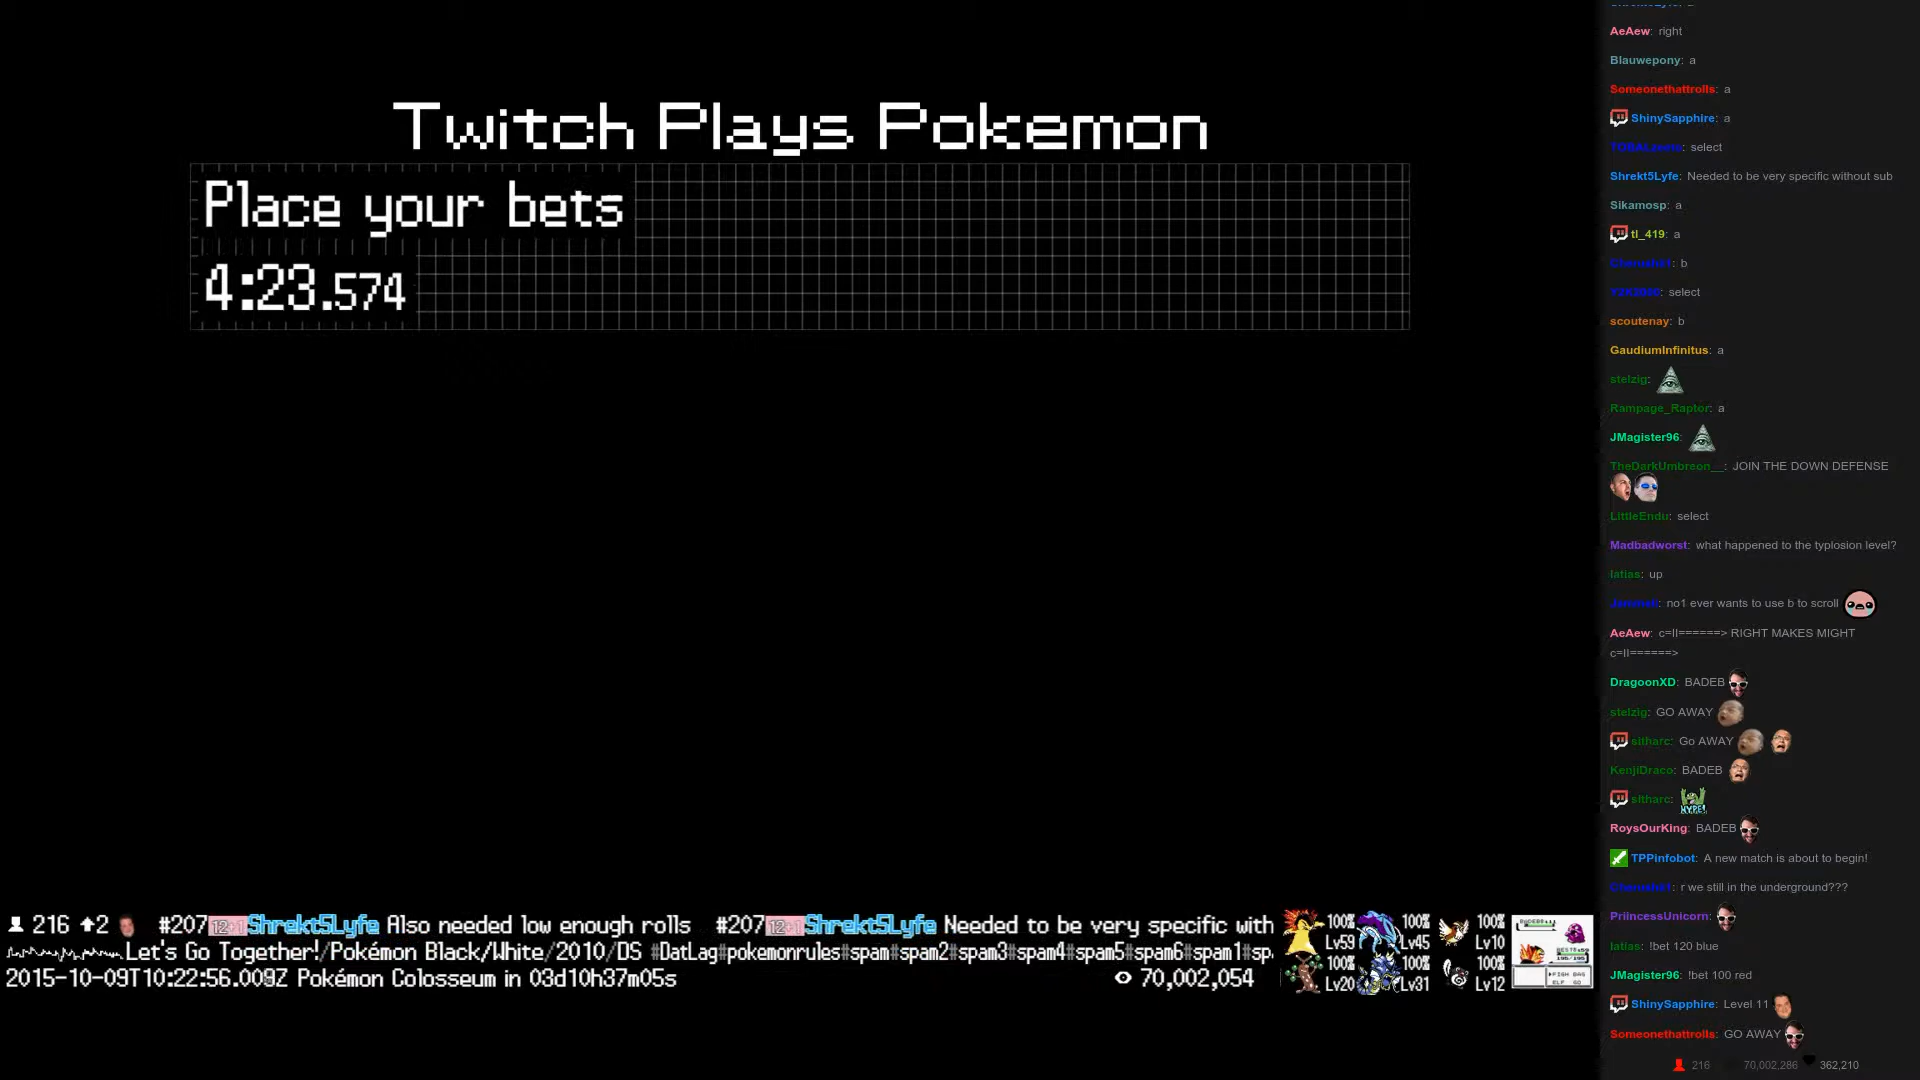 Twitch Plays Pokemon
Place your bets
4:23.574
AeAew: right
Blauwepony: a
Someonethattrolls: a
ShinySapphire: a
select
Shrekt5Lyfe: Needed to be very specific without sub
Sikamosp: a
tl_419: a
b
select
scoutenay: b
GaudiumInfinitus: a
stelzig:
Rampage_Raptor: a
JMagister96:
TheDarkUmbreon__: JOIN THE DOWN DEFENSE
LittleEndu: select
Madbadworst: what happened to the typlosion level?
latias: up
no1 ever wants to use b to scroll
AeAew: c=II======> RIGHT MAKES MIGHT
c=II======>
DragoonXD: BADEB
stelzig: GO AWAY
sitharc: Go AWAY
KenjiDraco: BADEB
sitharc:
HYPE!
RoysOurKing: BADEB
TPPinfobot: A new match is about to begin!
r we still in the underground???
PriincessUnicorn:
latias: !bet 120 blue
JMagister96: !bet 100 red
ShinySapphire: Level 11
Someonethattrolls: GO AWAY
216 70,002,286 362,210
216 2 #207 12+1 Shrekt5Lyfe Also needed low enough rolls #207 12+1 Shrekt5Lyfe Needed to be very specific with
Let's Go Together!/Pokémon Black/White/2010/DS #DatLag#pokemonrules#spam#spam2#spam3#spam4#spam5#spam6#spam1#sp
2015-10-09T10:22:56.009Z Pokémon Colosseum in 03d10h37m05s 70,002,054
100% Lv59 100% Lv45 100% Lv10
100% Lv20 100% Lv31 100% Lv12